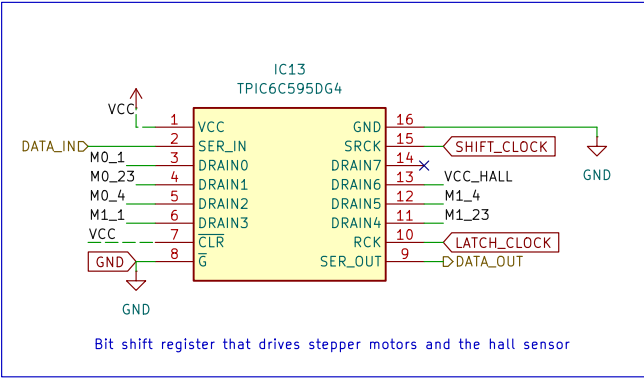 IC13
TPIC6C595DG4
VCC
1 VCC GND 16
DATA_IN 2 SER_IN SRCK 15 SHIFT_CLOCK
M0_1 3 DRAIN0 DRAIN7 14
M0_23 4 DRAIN1 DRAIN6 13 VCC_HALL
M0_4 5 DRAIN2 DRAIN5 12 M1_4
M1_1 6 DRAIN3 DRAIN4 11 M1_23
VCC 7 CLR RCK 10 LATCH_CLOCK
GND 8 G SER_OUT 9 DATA_OUT
GND
GND
Bit shift register that drives stepper motors and the hall sensor